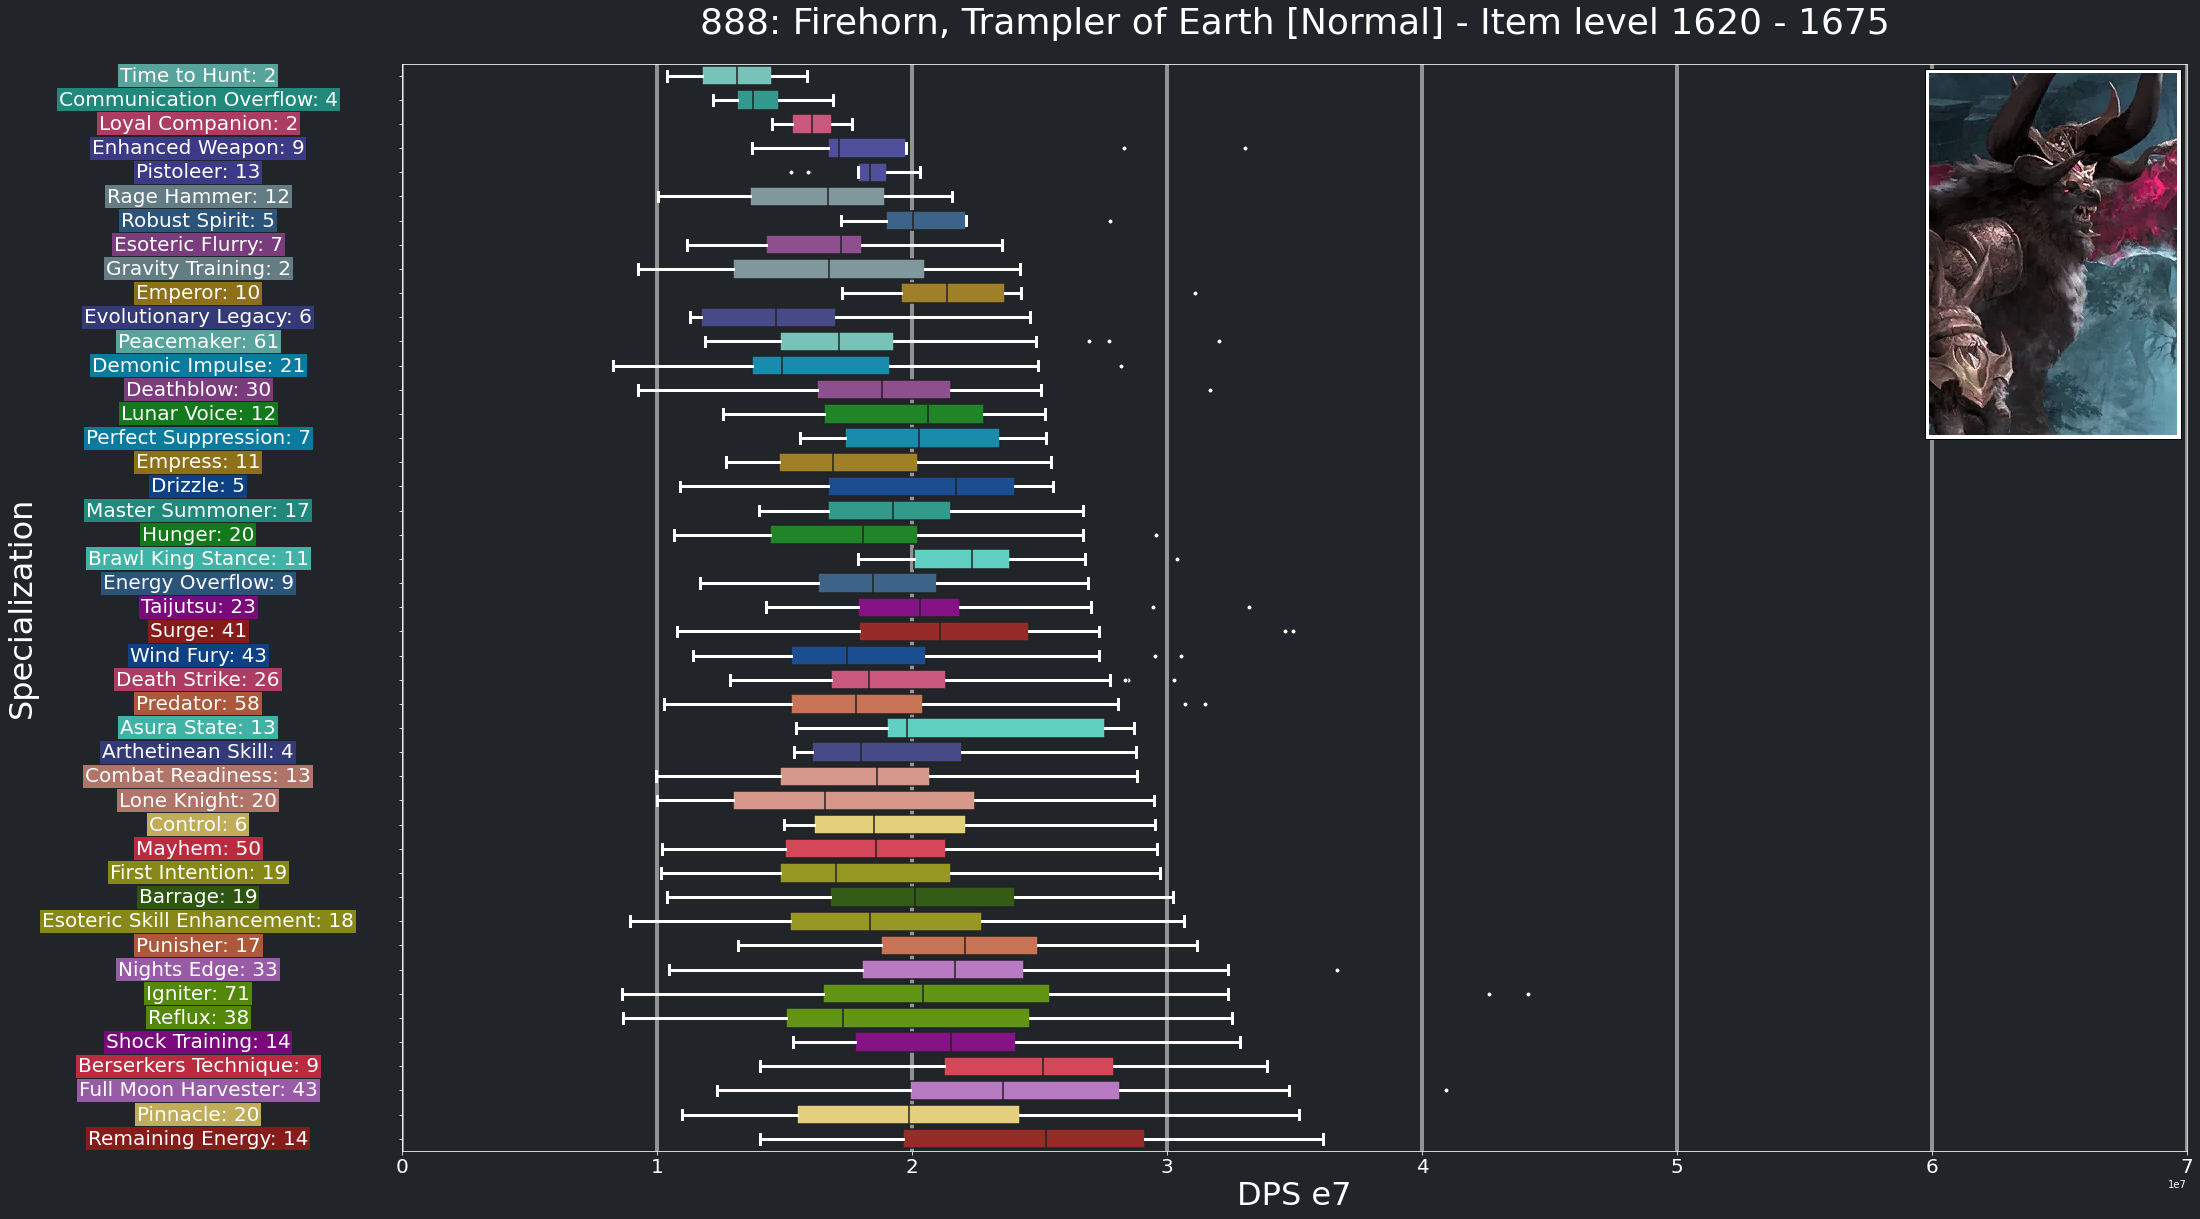 888: Firehorn, Trampler of Earth [Normal] - Item level 1620 - 1675
Specialization
Time to Hunt: 2
Communication Overflow: 4
Loyal Companion: 2
Enhanced Weapon: 9
Pistoleer: 13
Rage Hammer: 12
Robust Spirit: 5
Esoteric Flurry: 7
Gravity Training: 2
Emperor: 10
Evolutionary Legacy: 6
Peacemaker: 61
Demonic Impulse: 21
Deathblow: 30
Lunar Voice: 12
Perfect Suppression: 7
Empress: 11
Drizzle: 5
Master Summoner: 17
Hunger: 20
Brawl King Stance: 11
Energy Overflow: 9
Taijutsu: 23
Surge: 41
Wind Fury: 43
Death Strike: 26
Predator: 58
Asura State: 13
Arthetinean Skill: 4
Combat Readiness: 13
Lone Knight: 20
Control: 6
Mayhem: 50
First Intention: 19
Barrage: 19
Esoteric Skill Enhancement: 18
Punisher: 17
Nights Edge: 33
Igniter: 71
Reflux: 38
Shock Training: 14
Berserkers Technique: 9
Full Moon Harvester: 43
Pinnacle: 20
Remaining Energy: 14
0 1 2 3 4 5 6 7
1e7
DPS e7